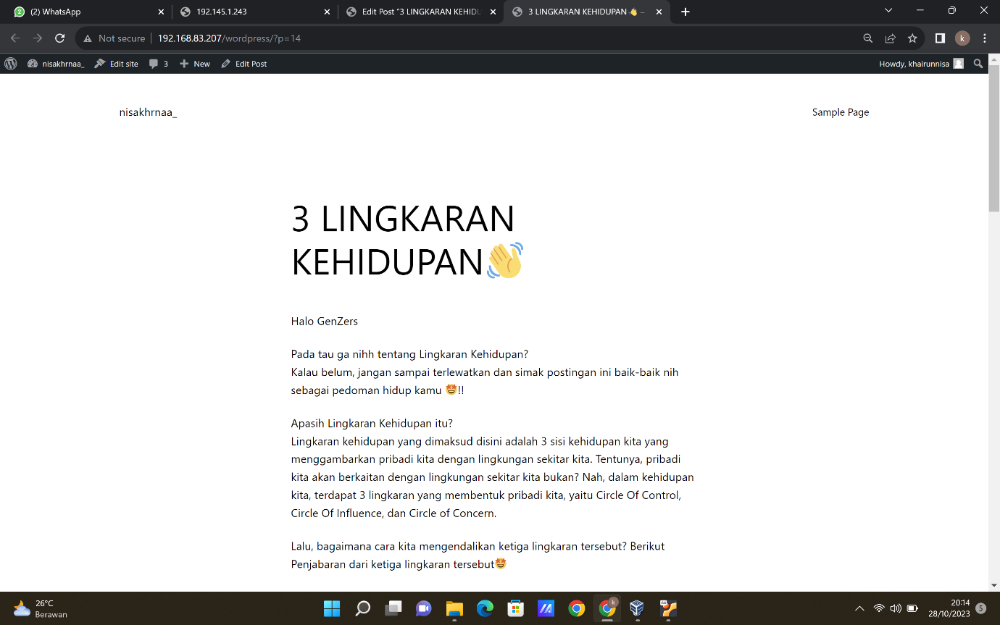 (2) WhatsApp
192.145.1.243
Edit Post "3 LINGKARAN KEHIDU
3 LINGKARAN KEHIDUPAN👋 –
Not secure
192.168.83.207/wordpress/?p=14
k
nisakhrnaa_
Edit site
3
New
Edit Post
Howdy, khairunnisa
nisakhrnaa_
Sample Page
3 LINGKARAN
KEHIDUPAN👋
Halo GenZers
Pada tau ga nihh tentang Lingkaran Kehidupan?
Kalau belum, jangan sampai terlewatkan dan simak postingan ini baik-baik nih
sebagai pedoman hidup kamu 🤩!!
Apasih Lingkaran Kehidupan itu?
Lingkaran kehidupan yang dimaksud disini adalah 3 sisi kehidupan kita yang
menggambarkan pribadi kita dengan lingkungan sekitar kita. Tentunya, pribadi
kita akan berkaitan dengan lingkungan sekitar kita bukan? Nah, dalam kehidupan
kita, terdapat 3 lingkaran yang membentuk pribadi kita, yaitu Circle Of Control,
Circle Of Influence, dan Circle of Concern.
Lalu, bagaimana cara kita mengendalikan ketiga lingkaran tersebut? Berikut
Penjabaran dari ketiga lingkaran tersebut🤩
26°C
Berawan
20:14
28/10/2023
5